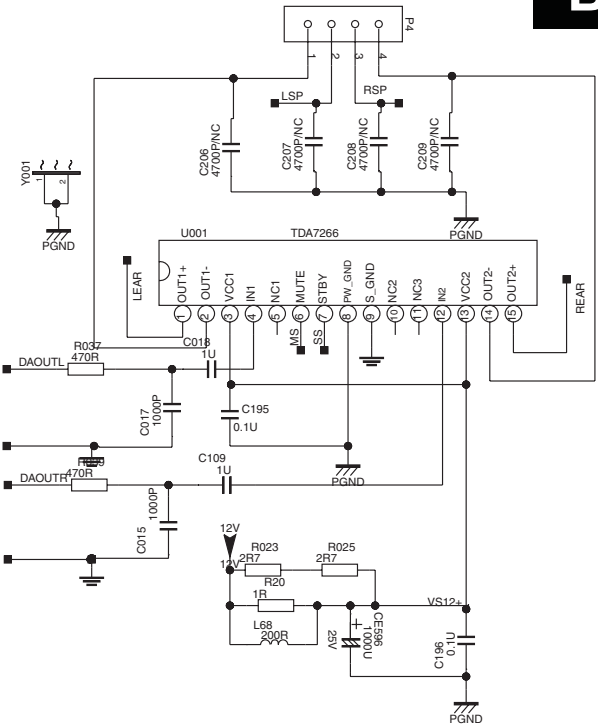 P4
1 2 3 4
LSP RSP
C206
4700P/NC
C207
4700P/NC
C208
4700P/NC
C209
4700P/NC
Y001
1 2
PGND
PGND
U001 TDA7266
LEAR
OUT1+ OUT1- VCC1 IN1 NC1 MUTE STBY PW_GND S_GND NC2 NC3 IN2 VCC2 OUT2- OUT2+
1 2 3 4 5 6 7 8 9 10 11 12 13 14 15
REAR
MS SS
R037
470R
DAOUTL
C018
1U
C017
1000P
C195
0.1U
PGND
470R
DAOUTR
C109
1U
C015
1000P
12V
12V
R023
2R7
R025
2R7
R20
1R
L68
200R
CE596
1000U
25V
+
VS12+
C196
0.1U
PGND